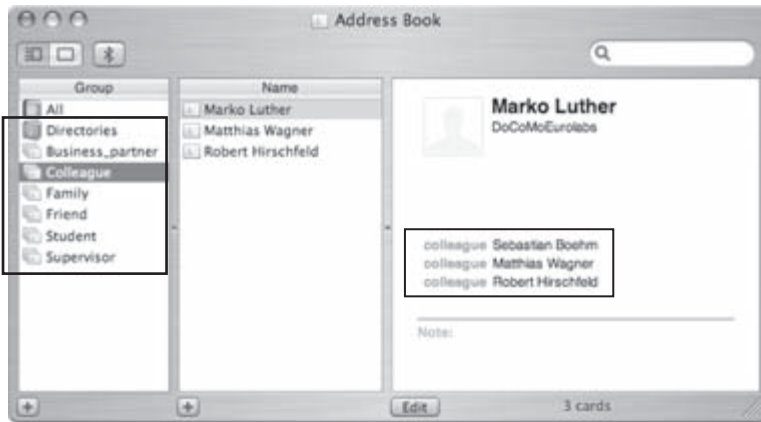 Address Book
Group
All
Directories
Business_partner
Colleague
Family
Friend
Student
Supervisor
Name
Marko Luther
Matthias Wagner
Robert Hirschfeld
Marko Luther
DoCoMoEurolabs
colleague Sebastian Boehm
colleague Matthias Wagner
colleague Robert Hirschfeld
Note:
Edit
3 cards